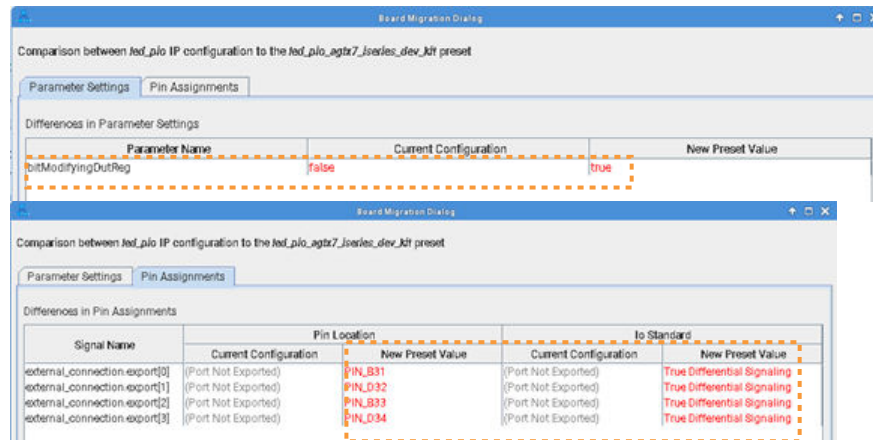 Board Migration Dialog
Comparison between led_pio IP configuration to the led_pio_agtx7_iseries_dev_kit preset
Parameter Settings Pin Assignments
Differences in Parameter Settings
Parameter Name Current Configuration New Preset Value
bitModifyingOutReg false true
Board Migration Dialog
Comparison between led_pio IP configuration to the led_pio_agtx7_iseries_dev_kit preset
Parameter Settings Pin Assignments
Differences in Pin Assignments
Signal Name Pin Location Io Standard
Current Configuration New Preset Value Current Configuration New Preset Value
external_connection.export[0] (Port Not Exported) PIN_B31 (Port Not Exported) True Differential Signaling
external_connection.export[1] (Port Not Exported) PIN_D32 (Port Not Exported) True Differential Signaling
external_connection.export[2] (Port Not Exported) PIN_B33 (Port Not Exported) True Differential Signaling
external_connection.export[3] (Port Not Exported) PIN_D34 (Port Not Exported) True Differential Signaling